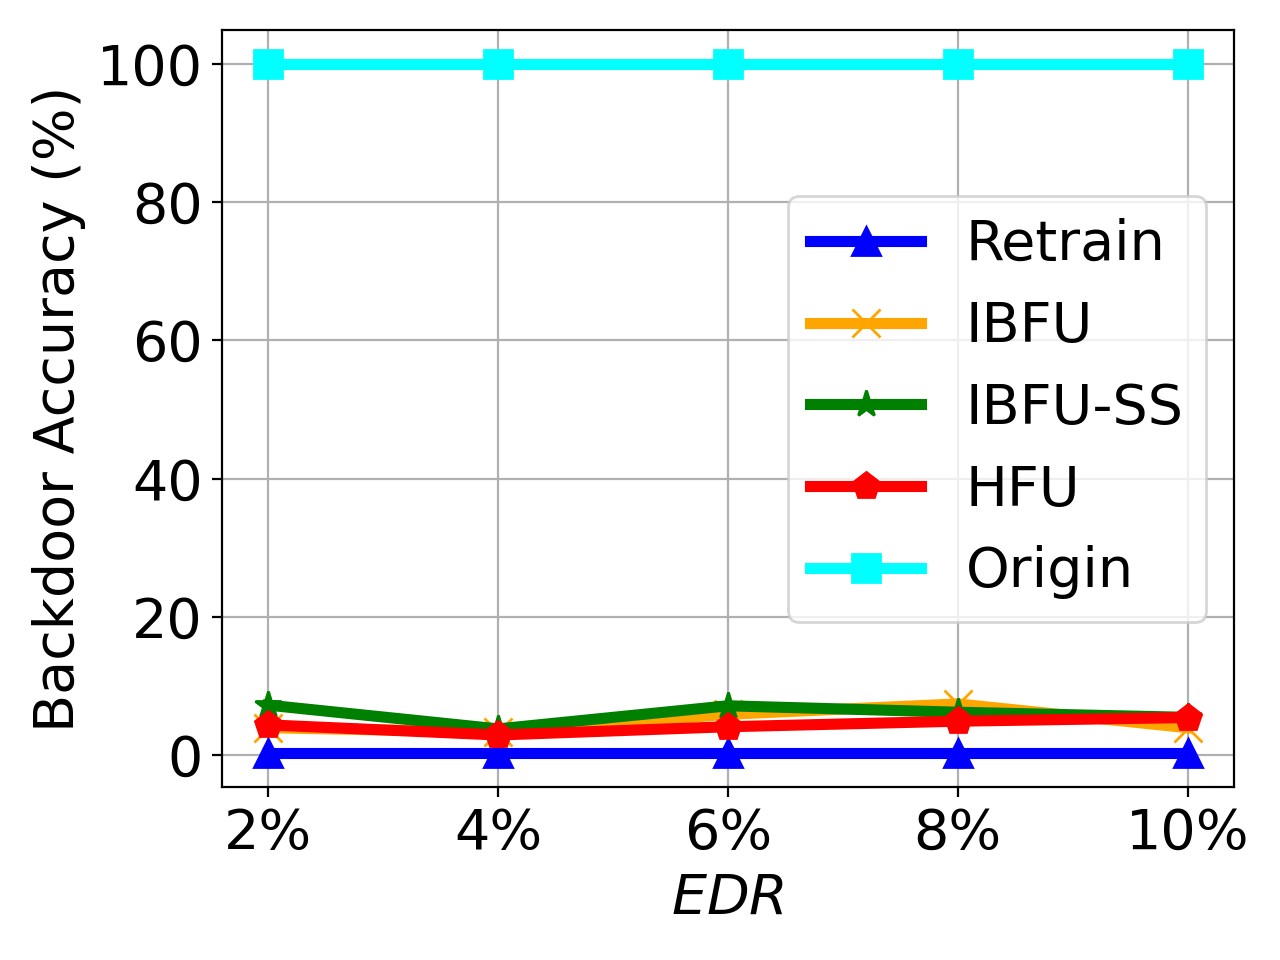 Backdoor Accuracy (%)
100
80
60
40
20
0
Retrain
IBFU
IBFU-SS
HFU
Origin
2% 4% 6% 8% 10%
EDR